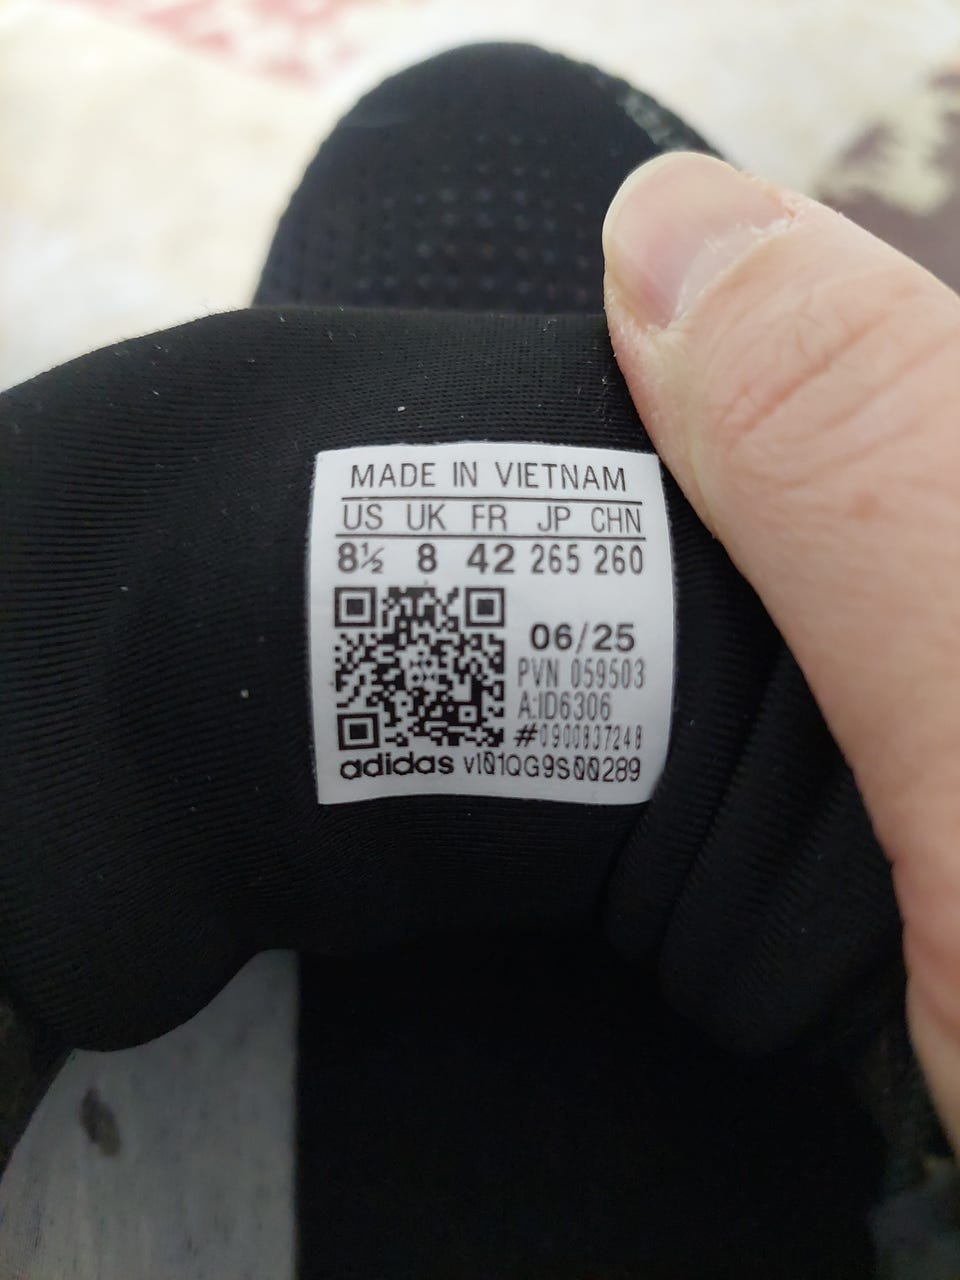 MADE IN VIETNAM
US UK FR JP CHN
8½ 8 42 265 260
06/25
PVN 059503
A:ID6306
#0900837248
adidas v101QG9S00289